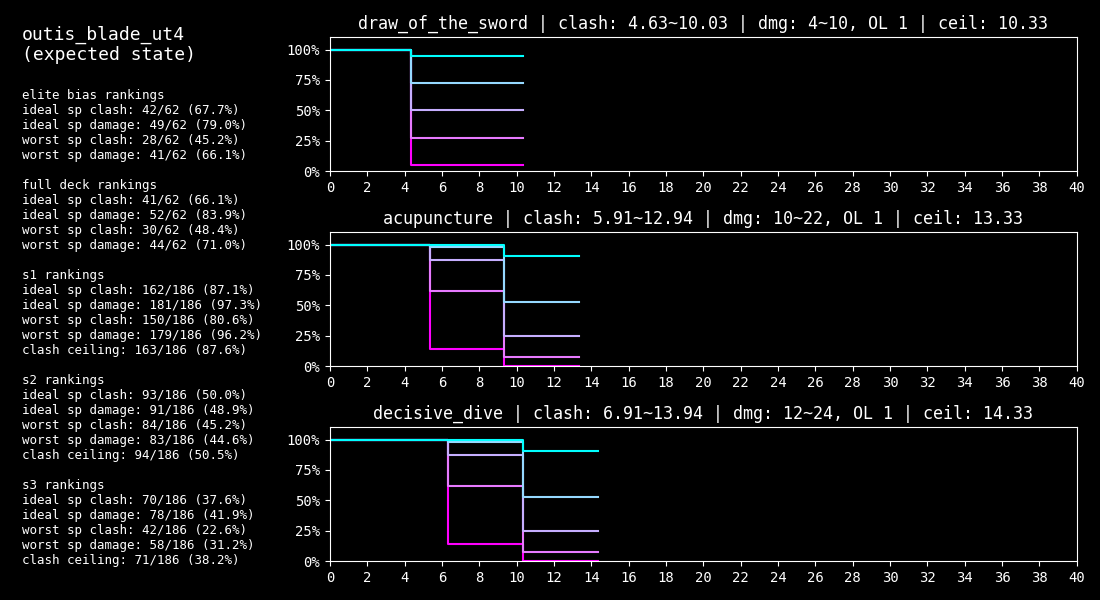 outis_blade_ut4
(expected state)
elite bias rankings
ideal sp clash: 42/62 (67.7%)
ideal sp damage: 49/62 (79.0%)
worst sp clash: 28/62 (45.2%)
worst sp damage: 41/62 (66.1%)
full deck rankings
ideal sp clash: 41/62 (66.1%)
ideal sp damage: 52/62 (83.9%)
worst sp clash: 30/62 (48.4%)
worst sp damage: 44/62 (71.0%)
s1 rankings
ideal sp clash: 162/186 (87.1%)
ideal sp damage: 181/186 (97.3%)
worst sp clash: 150/186 (80.6%)
worst sp damage: 179/186 (96.2%)
clash ceiling: 163/186 (87.6%)
s2 rankings
ideal sp clash: 93/186 (50.0%)
ideal sp damage: 91/186 (48.9%)
worst sp clash: 84/186 (45.2%)
worst sp damage: 83/186 (44.6%)
clash ceiling: 94/186 (50.5%)
s3 rankings
ideal sp clash: 70/186 (37.6%)
ideal sp damage: 78/186 (41.9%)
worst sp clash: 42/186 (22.6%)
worst sp damage: 58/186 (31.2%)
clash ceiling: 71/186 (38.2%)
draw_of_the_sword | clash: 4.63~10.03 | dmg: 4~10, OL 1 | ceil: 10.33
100%
75%
50%
25%
0%
0 2 4 6 8 10 12 14 16 18 20 22 24 26 28 30 32 34 36 38 40
acupuncture | clash: 5.91~12.94 | dmg: 10~22, OL 1 | ceil: 13.33
100%
75%
50%
25%
0%
0 2 4 6 8 10 12 14 16 18 20 22 24 26 28 30 32 34 36 38 40
decisive_dive | clash: 6.91~13.94 | dmg: 12~24, OL 1 | ceil: 14.33
100%
75%
50%
25%
0%
0 2 4 6 8 10 12 14 16 18 20 22 24 26 28 30 32 34 36 38 40